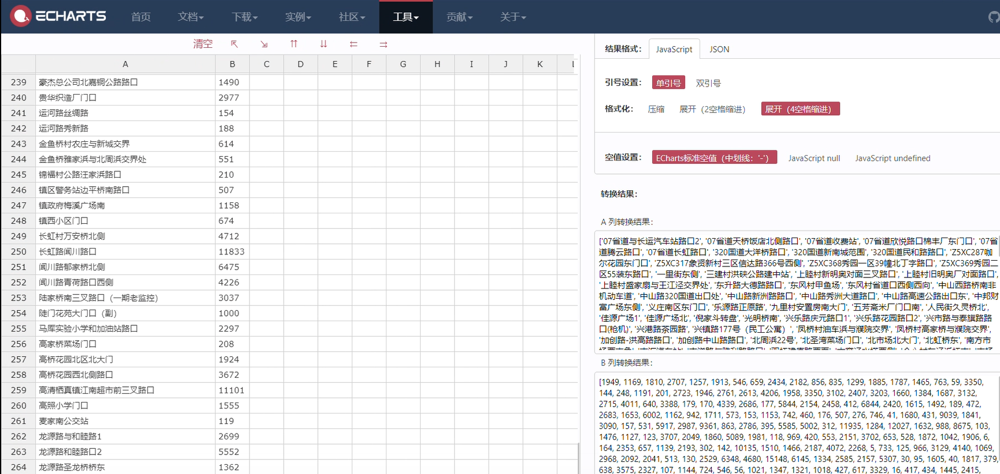 ECHARTS 首页 文档 下载 实例 社区 工具 贡献 关于
清空
A B C D E F G H I J K L
239 豪杰总公司北嘉铜公路路口 1490
240 贵华织造厂门口 2977
241 运河路丝绸路 154
242 运河路秀新路 188
243 金鱼桥村农庄与新城交界 614
244 金鱼桥雅家浜与北周浜交界处 551
245 锦福村公路汪家浜路口 210
246 镇区警务站边平桥南路口 507
247 镇政府梅溪广场南 1158
248 镇西小区门口 674
249 长虹村万安桥北侧 4712
250 长虹路闻川路口 11833
251 闻川路郁家桥北侧 6475
252 闻川路青荷路口西侧 4226
253 陆家桥南三叉路口（一期老监控） 3037
254 陡门花苑大门口（副） 1000
255 马厍实验小学和加油站路口 2297
256 高家桥菜场门口 208
257 高桥花园北区北大门 1924
258 高桥花园西北侧路口 3672
259 高清栖真镇江南超市前三叉路口 11101
260 高照小学门口 1555
261 麦家南公交站 119
262 龙源路与和睦路1 2699
263 龙源路和睦路口2 5552
264 龙源路圣龙桥桥东 1362
结果格式： JavaScript JSON
引号设置： 单引号 双引号
格式化： 压缩 展开（2空格缩进） 展开（4空格缩进）
空值设置： ECharts标准空值（中划线：'-'） JavaScript null JavaScript undefined
转换结果：
A 列转换结果：
['07省道与长运汽车站路口2', '07省道天桥饭店北侧路口', '07省道收费站', '07省道欣悦路口棉丰厂东门口', '07省
道腾云路口', '07省道长虹路口', '320国道大洋桥路口', '320国道新南城范围', '320国道民和路路口', 'Z5XC287咖
尔花园东门口', 'Z5XC317象贤新村三区信达路366号西侧', 'Z5XC368秀园一区39幢北丁字路口', 'Z5XC369秀园二
区55装东路口', '一里街东侧', '三建村洪硖公路建中站', '上睦村新明奥对面三叉路口', '上睦村旧明奥厂对面路口',
'上睦村盛家扇与王江泾交界处', '东升路大德路路口', '东风村甲鱼场', '东风村省道口西侧西向', '中山西路桥南非
机动车道', '中山路320国道出口处', '中山路新洲路路口', '中山路秀洲大道路口', '中山路高速公路出口东', '中邦财
富广场东侧', '义庄南区东门口', '乐源路正原路', '九里村安置房南大门', '五芳斋米厂门口南', '人民街久灵桥北',
'佳源广场1', '佳源广场北', '倪家斗转盘', '光明桥南', '兴乐路庆元路口1', '兴乐路花园路口2', '兴市路与泰旗路路
口(枪机)', '兴港路茶园路', '兴镇路177号（民工公寓）', '凤桥村油车浜与濮院交界', '凤桥村高家桥与濮院交界',
'加创路-洪高路路口', '加创路中山路路口', '北周浜22号', '北圣湾菜场门口', '北市场北大门', '北虹桥东', '南方市
B 列转换结果：
[1949, 1169, 1810, 2707, 1257, 1913, 546, 659, 2434, 2182, 856, 835, 1299, 1885, 1787, 1465, 763, 59, 3350,
144, 248, 1191, 201, 2723, 1946, 2761, 2613, 4206, 1958, 3350, 3102, 2407, 3203, 1660, 1384, 1687, 3132,
2715, 4011, 640, 3388, 179, 170, 4339, 2686, 177, 5844, 2154, 2458, 412, 6844, 2420, 1615, 1492, 189, 472,
2683, 1653, 6002, 1162, 942, 1711, 573, 153, 1153, 742, 460, 176, 507, 276, 746, 41, 1680, 431, 9039, 1841,
3090, 157, 531, 5917, 2987, 9361, 863, 2786, 395, 5585, 5002, 312, 11935, 1284, 12027, 1632, 988, 8675, 103,
1476, 1127, 123, 3707, 2049, 1860, 5089, 1981, 118, 969, 420, 553, 2151, 3702, 653, 528, 1872, 1042, 1906, 6,
164, 2353, 657, 1139, 2193, 302, 142, 10135, 1510, 1466, 2187, 4072, 2268, 5, 733, 125, 966, 3129, 4140, 1069,
2968, 2092, 2041, 513, 130, 2529, 6348, 4680, 15148, 6145, 1334, 2585, 2157, 5307, 30, 95, 1605, 40, 1817, 379,
638, 3575, 2327, 107, 1144, 724, 546, 56, 1021, 1347, 1321, 1018, 427, 617, 3329, 16, 417, 434, 1445, 2415,